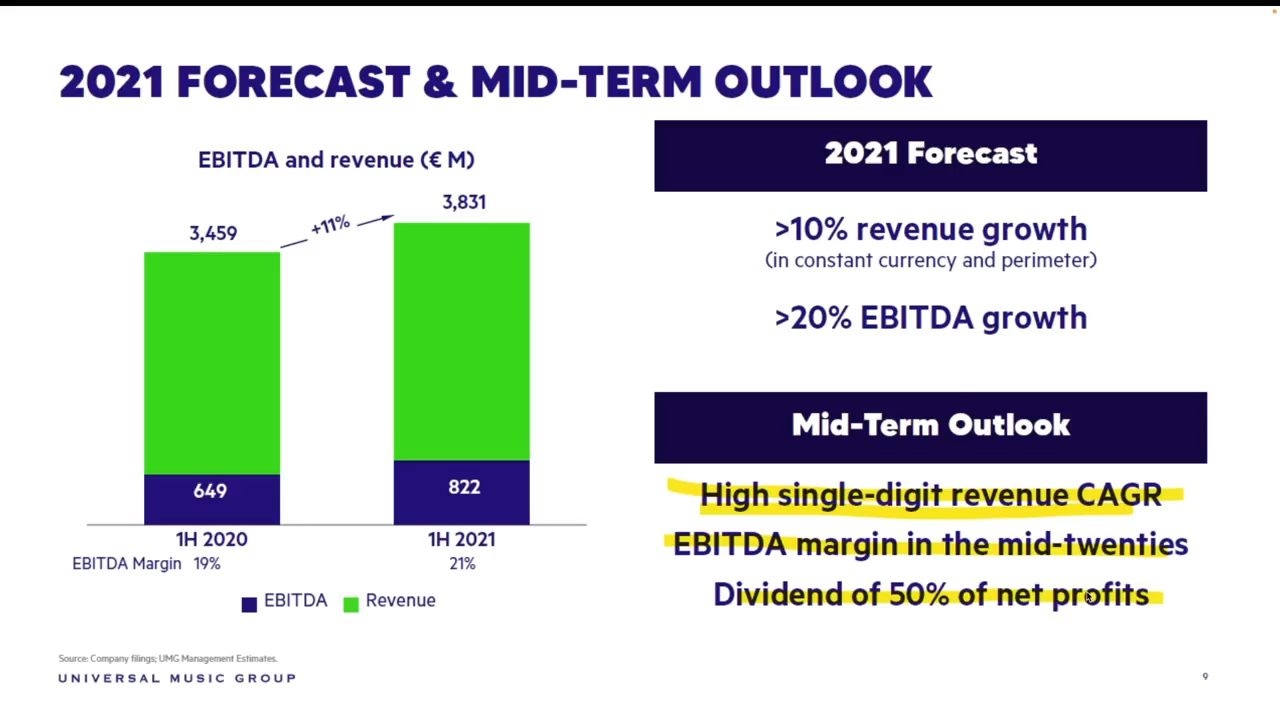 2021 FORECAST & MID-TERM OUTLOOK
EBITDA and revenue (€ M)
3,459
+11%
3,831
649
822
1H 2020
1H 2021
EBITDA Margin 19%
21%
EBITDA
Revenue
2021 Forecast
>10% revenue growth
(in constant currency and perimeter)
>20% EBITDA growth
Mid-Term Outlook
High single-digit revenue CAGR
EBITDA margin in the mid-twenties
Dividend of 50% of net profits
Source: Company filings; UMG Management Estimates.
UNIVERSAL MUSIC GROUP
9